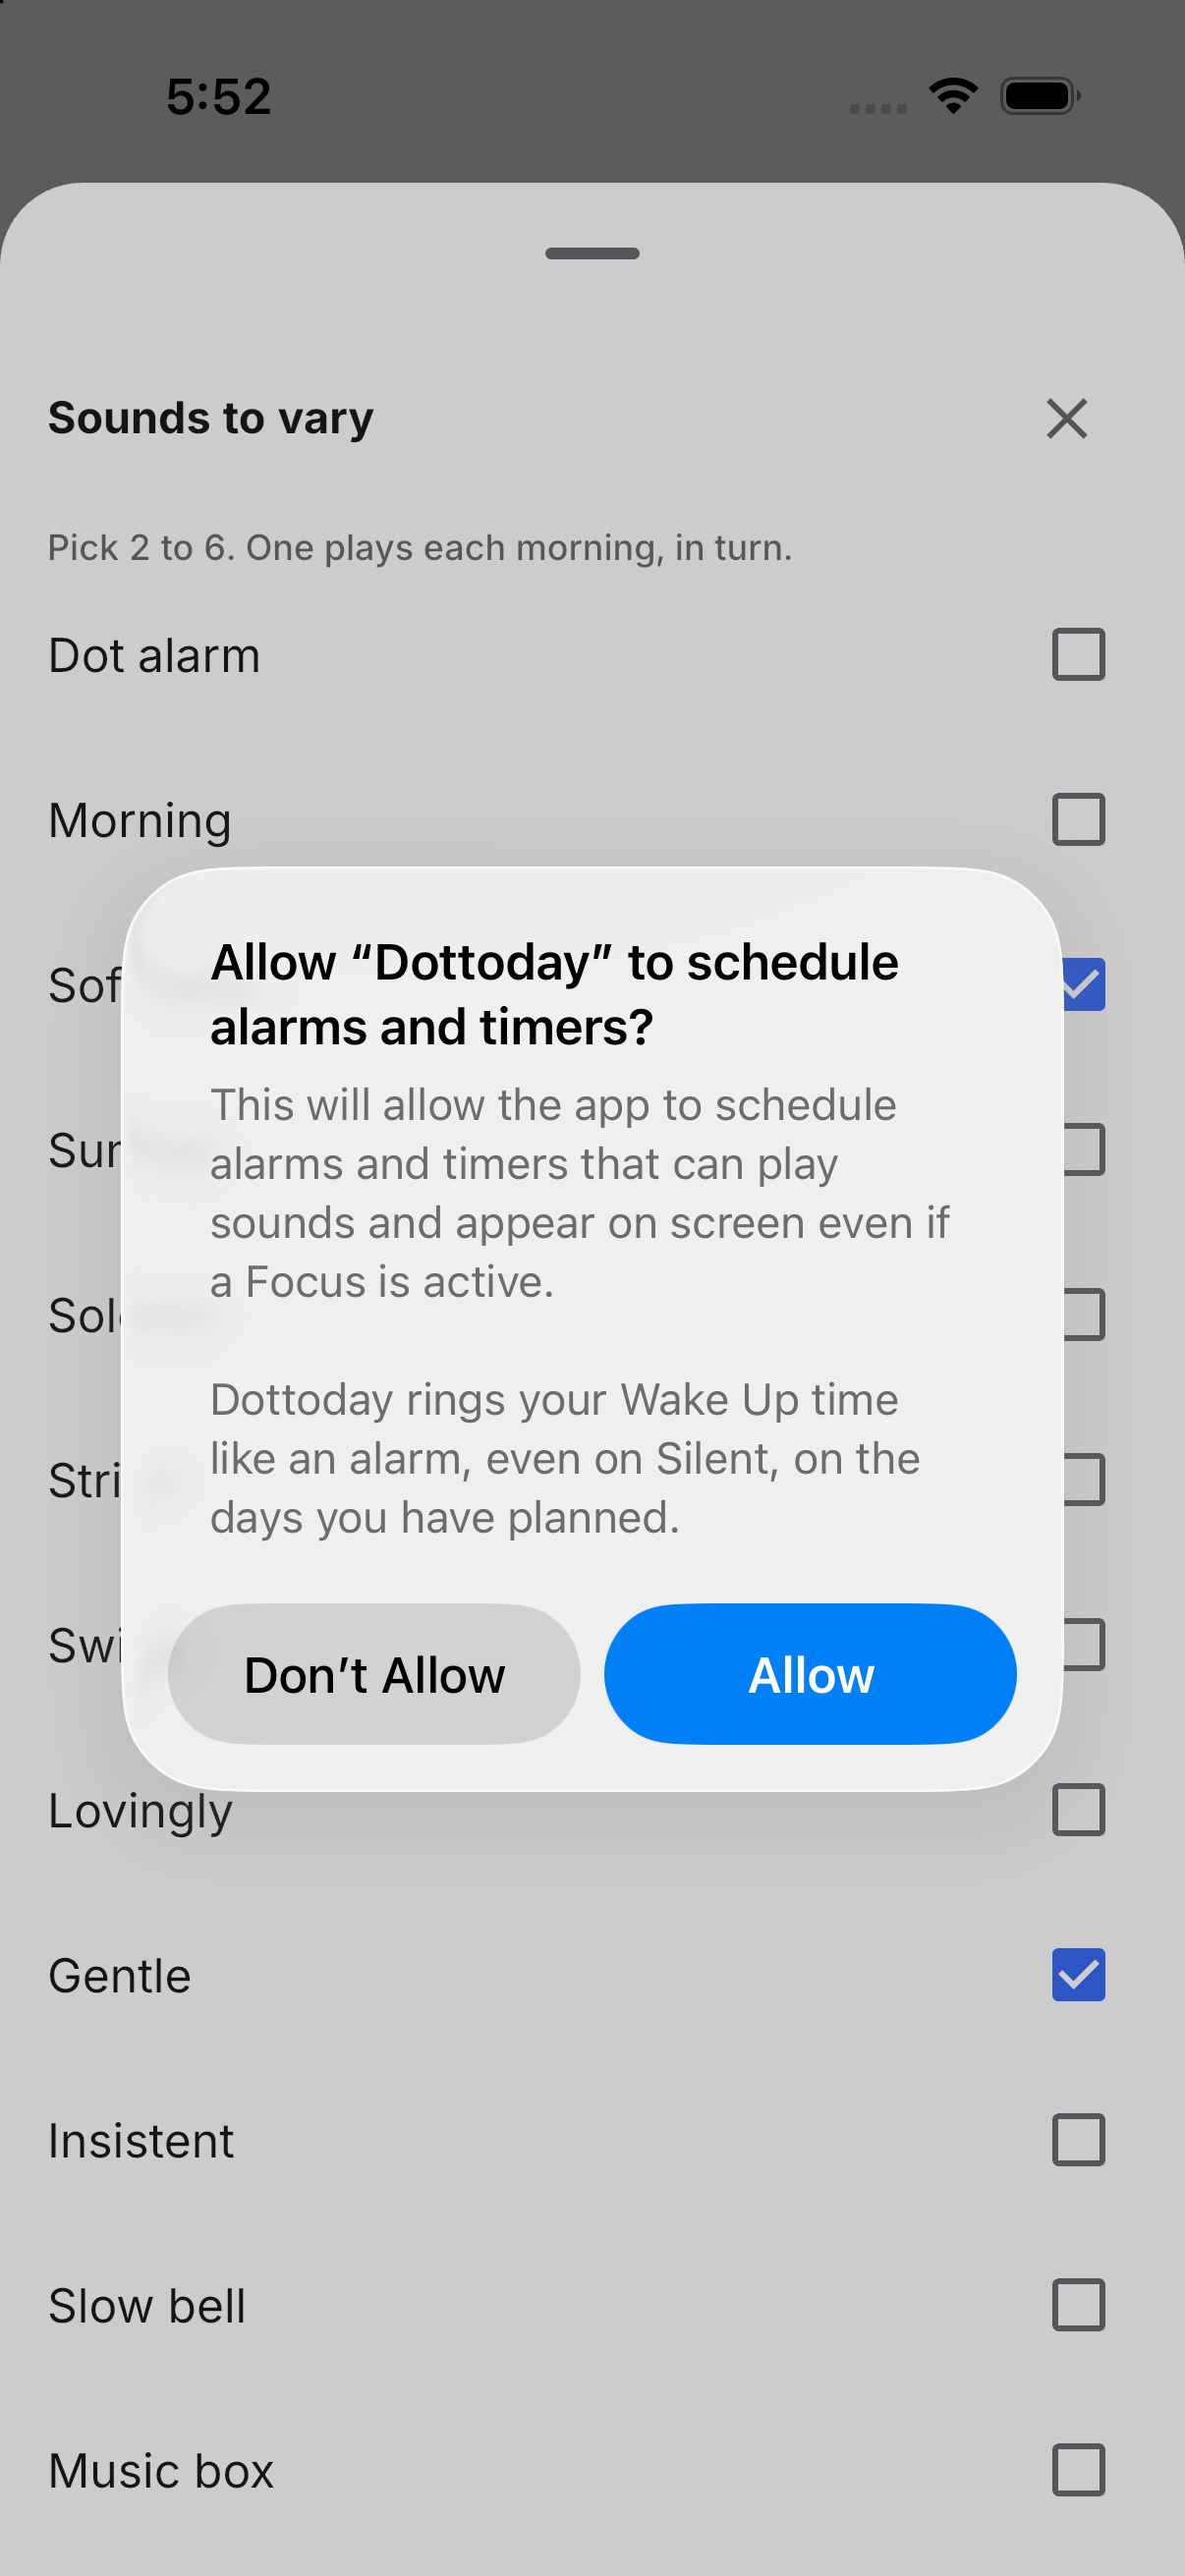 5:52
Sounds to vary
Pick 2 to 6. One plays each morning, in turn.
Dot alarm
Morning
Allow “Dottoday” to schedule
alarms and timers?
This will allow the app to schedule
alarms and timers that can play
sounds and appear on screen even if
a Focus is active.
Dottoday rings your Wake Up time
like an alarm, even on Silent, on the
days you have planned.
Don’t Allow
Allow
Lovingly
Gentle
Insistent
Slow bell
Music box